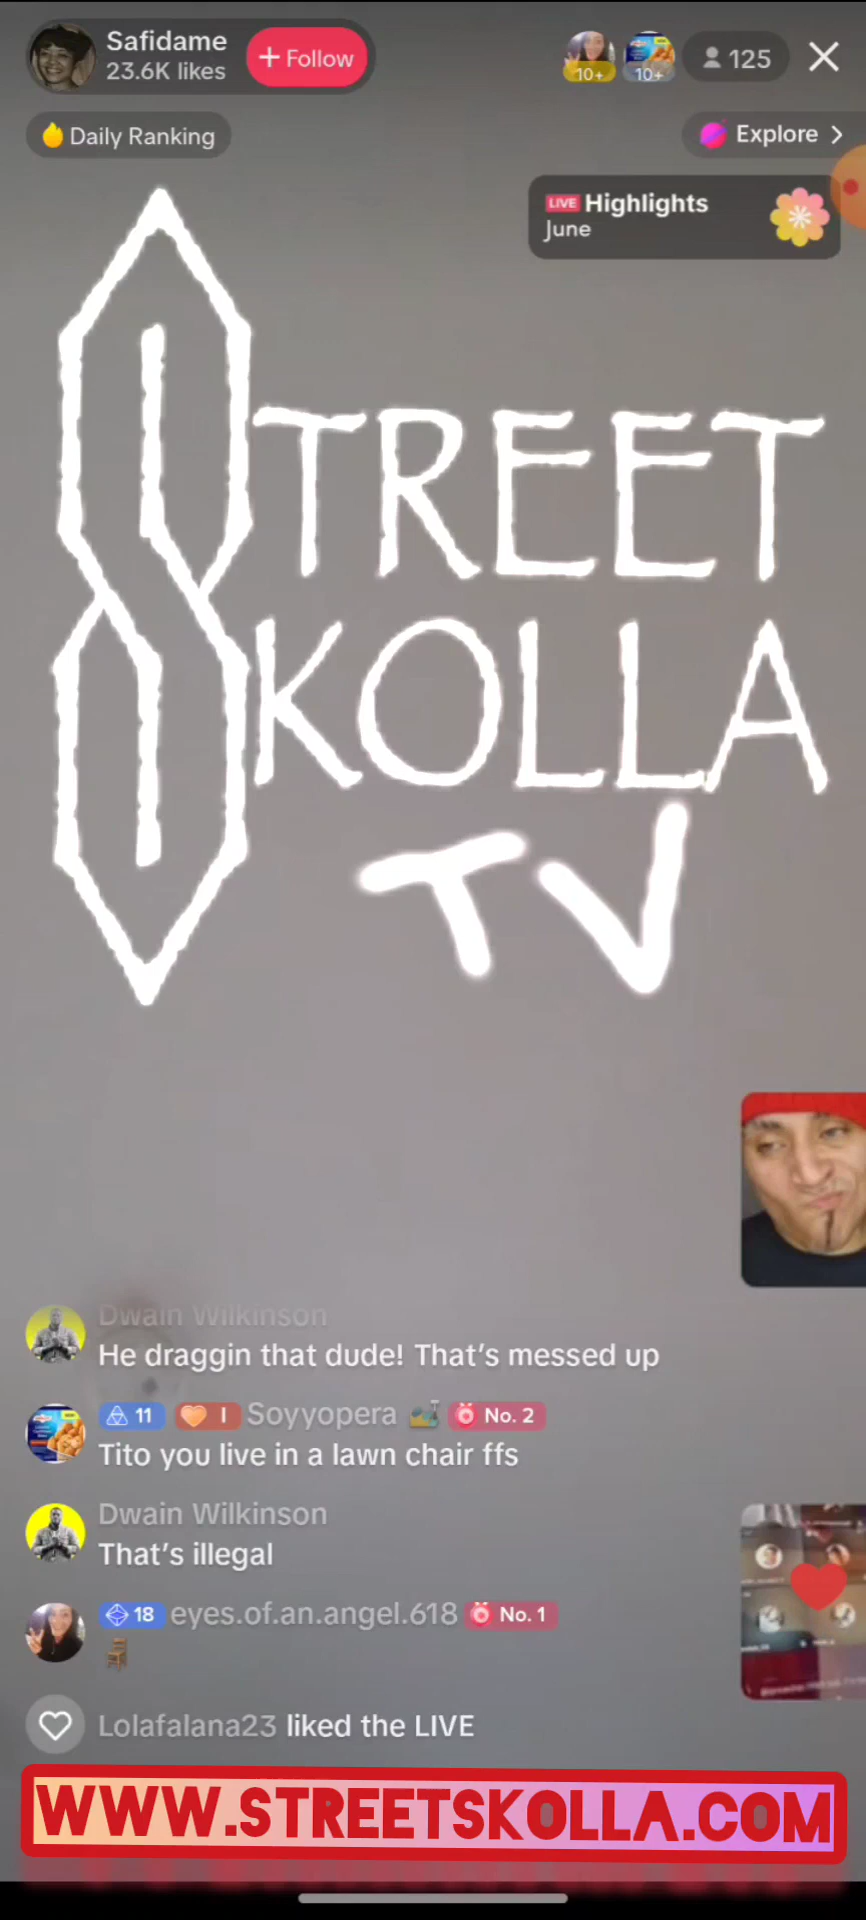 Safidame
23.6K likes
+ Follow
10+
10+
125
Daily Ranking
Explore
LIVE Highlights
June
STREET
SKOLLA
TV
Dwain Wilkinson
He draggin that dude! That's messed up
11 I Soyyopera No. 2
Tito you live in a lawn chair ffs
Dwain Wilkinson
That's illegal
18 eyes.of.an.angel.618 No. 1
Lolafalana23 liked the LIVE
WWW.STREETSKOLLA.COM